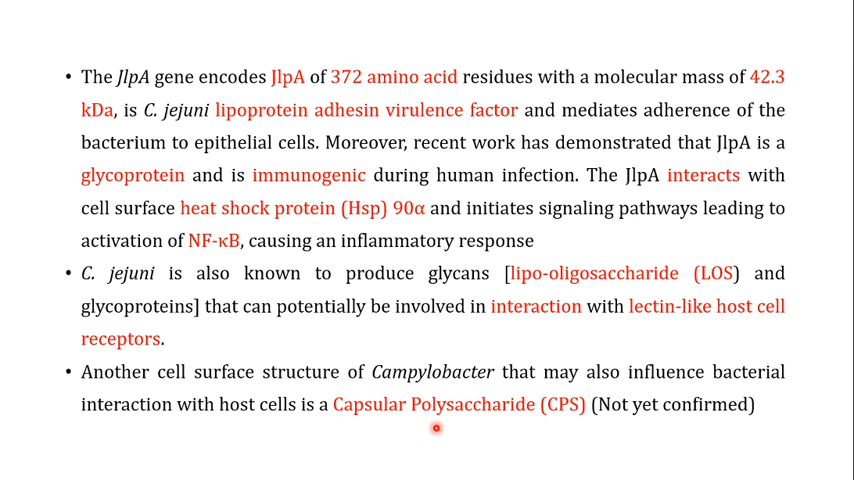 • The JlpA gene encodes JlpA of 372 amino acid residues with a molecular mass of 42.3
kDa, is C. jejuni lipoprotein adhesin virulence factor and mediates adherence of the
bacterium to epithelial cells. Moreover, recent work has demonstrated that JlpA is a
glycoprotein and is immunogenic during human infection. The JlpA interacts with
cell surface heat shock protein (Hsp) 90α and initiates signaling pathways leading to
activation of NF-κB, causing an inflammatory response
• C. jejuni is also known to produce glycans [lipo-oligosaccharide (LOS) and
glycoproteins] that can potentially be involved in interaction with lectin-like host cell
receptors.
• Another cell surface structure of Campylobacter that may also influence bacterial
interaction with host cells is a Capsular Polysaccharide (CPS) (Not yet confirmed)